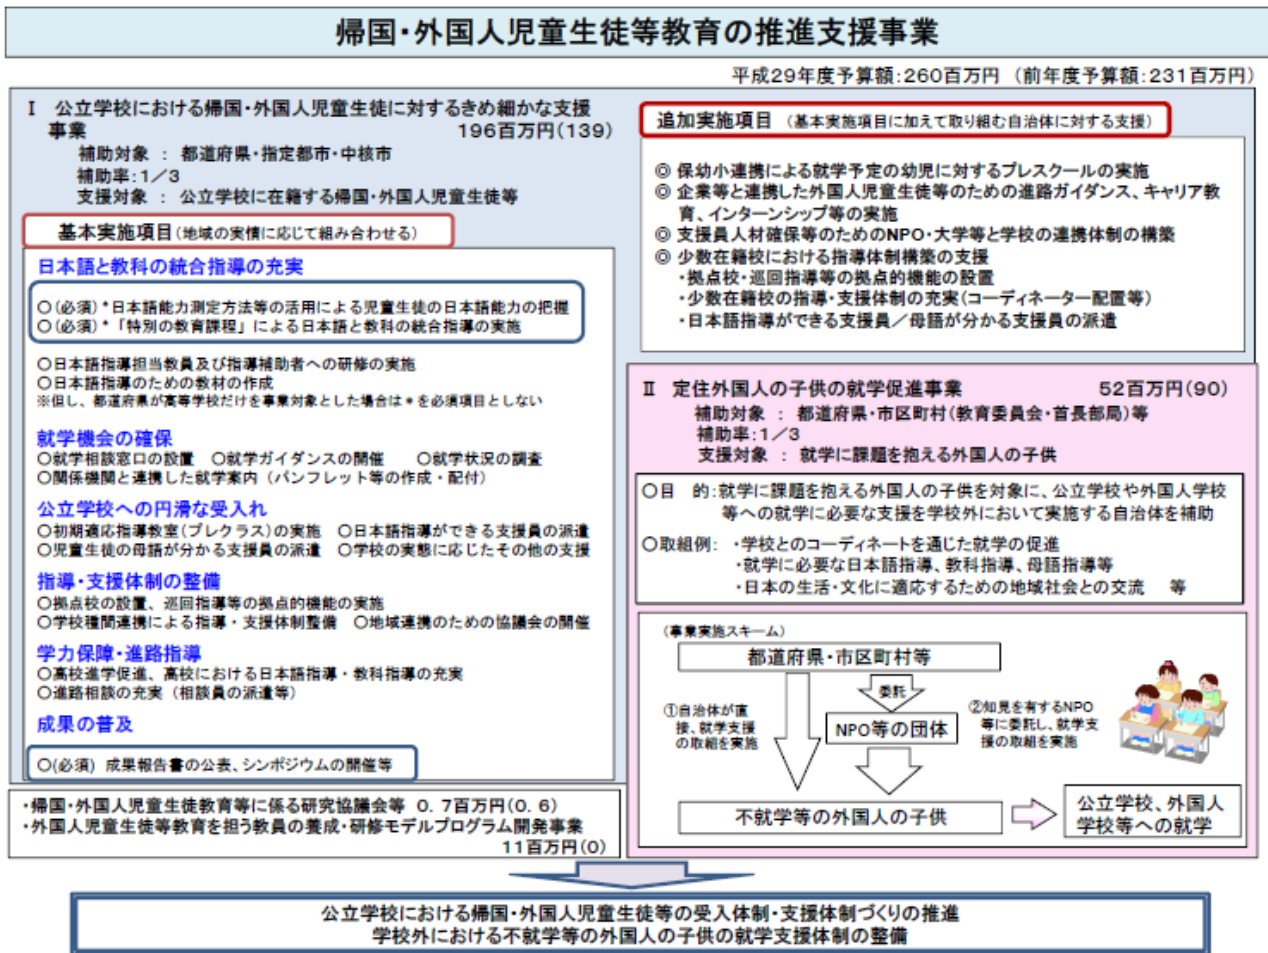 帰国・外国人児童生徒等教育の推進支援事業
平成29年度予算額:260百万円 (前年度予算額:231百万円)
Ⅰ 公立学校における帰国・外国人児童生徒に対するきめ細かな支援
事業 196百万円(139)
補助対象 : 都道府県・指定都市・中核市
補助率:1/3
支援対象 : 公立学校に在籍する帰国・外国人児童生徒等
基本実施項目(地域の実情に応じて組み合わせる)
日本語と教科の統合指導の充実
○(必須)*日本語能力測定方法等の活用による児童生徒の日本語能力の把握
○(必須)*「特別の教育課程」による日本語と教科の統合指導の実施
○日本語指導担当教員及び指導補助者への研修の実施
○日本語指導のための教材の作成
※但し、都道府県が高等学校だけを事業対象とした場合は*を必須項目としない
就学機会の確保
○就学相談窓口の設置 ○就学ガイダンスの開催 ○就学状況の調査
○関係機関と連携した就学案内(パンフレット等の作成・配付)
公立学校への円滑な受入れ
○初期適応指導教室(プレクラス)の実施 ○日本語指導ができる支援員の派遣
○児童生徒の母語が分かる支援員の派遣 ○学校の実態に応じたその他の支援
指導・支援体制の整備
○拠点校の設置、巡回指導等の拠点的機能の実施
○学校種間連携による指導・支援体制整備 ○地域連携のための協議会の開催
学力保障・進路指導
○高校進学促進、高校における日本語指導・教科指導の充実
○進路相談の充実(相談員の派遣等)
成果の普及
○(必須) 成果報告書の公表、シンポジウムの開催等
・帰国・外国人児童生徒教育等に係る研究協議会等 0.7百万円(0.6)
・外国人児童生徒等教育を担う教員の養成・研修モデルプログラム開発事業
11百万円(0)
追加実施項目 (基本実施項目に加えて取り組む自治体に対する支援)
◎ 保幼小連携による就学予定の幼児に対するプレスクールの実施
◎ 企業等と連携した外国人児童生徒等のための進路ガイダンス、キャリア教
育、インターンシップ等の実施
◎ 支援員人材確保等のためのNPO・大学等と学校の連携体制の構築
◎ 少数在籍校における指導体制構築の支援
・拠点校・巡回指導等の拠点的機能の設置
・少数在籍校の指導・支援体制の充実(コーディネーター配置等)
・日本語指導ができる支援員/母語が分かる支援員の派遣
Ⅱ 定住外国人の子供の就学促進事業 52百万円(90)
補助対象 : 都道府県・市区町村(教育委員会・首長部局)等
補助率:1/3
支援対象 : 就学に課題を抱える外国人の子供
○目 的:就学に課題を抱える外国人の子供を対象に、公立学校や外国人学校
等への就学に必要な支援を学校外において実施する自治体を補助
○取組例: ・学校とのコーディネートを通じた就学の促進
・就学に必要な日本語指導、教科指導、母語指導等
・日本の生活・文化に適応するための地域社会との交流 等
(事業実施スキーム)
都道府県・市区町村等
委託
①自治体が直
接、就学支援
の取組を実施
NPO等の団体
②知見を有するNPO
等に委託し、就学支
援の取組を実施
不就学等の外国人の子供
公立学校、外国人
学校等への就学
公立学校における帰国・外国人児童生徒等の受入体制・支援体制づくりの推進
学校外における不就学等の外国人の子供の就学支援体制の整備